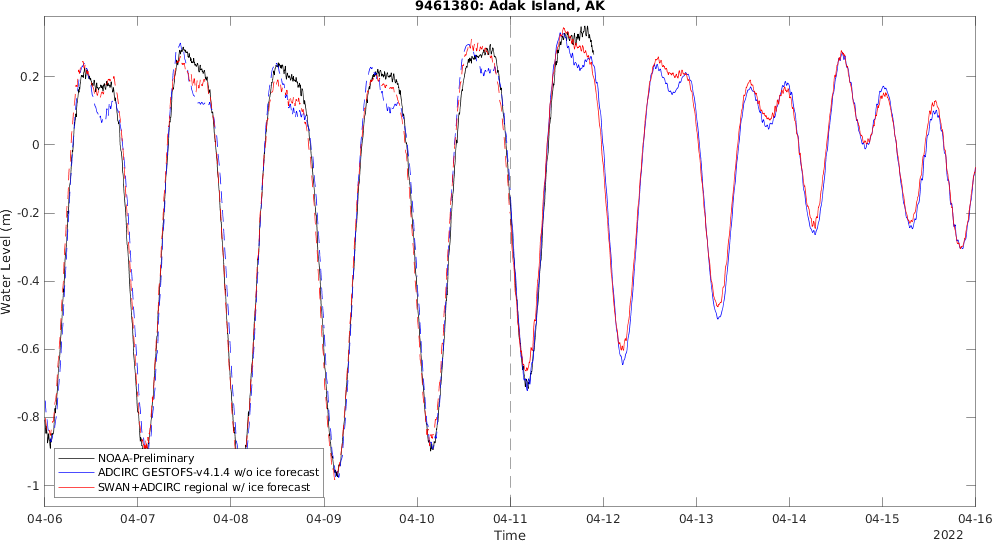 9461380: Adak Island, AK
Water Level (m)
0.2
0
-0.2
-0.4
-0.6
-0.8
-1
NOAA-Preliminary
ADCIRC GESTOFS-v4.1.4 w/o ice forecast
SWAN+ADCIRC regional w/ ice forecast
04-06 04-07 04-08 04-09 04-10 04-11 04-12 04-13 04-14 04-15 04-16
Time
2022